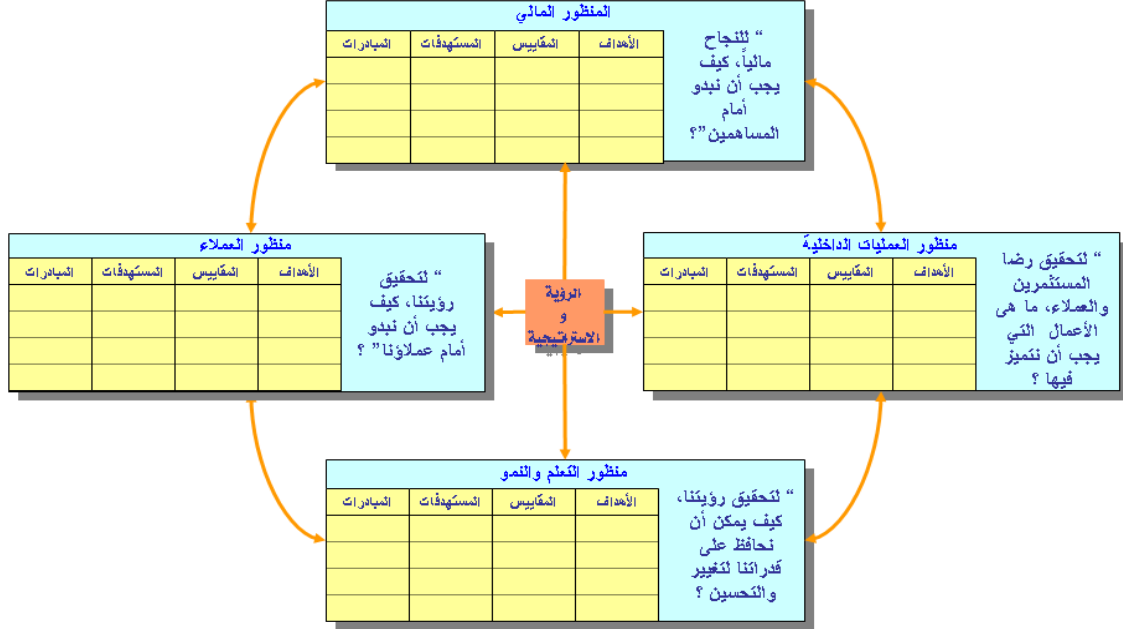 المنظور المالي
الأهداف المقاييس المستهدفات المبادرات
“ للنجاح
مالياً، كيف
يجب أن نبدو
أمام
المساهمين”؟
منظور العمليات الداخلية
الأهداف المقاييس المستهدفات المبادرات
“ لتحقيق رضا
المستثمرين
والعملاء، ما هى
الأعمال التي
يجب أن نتميز
فيها ؟
الرؤية
و
الاستراتيجية
منظور العملاء
الأهداف المقاييس المستهدفات المبادرات
“ لتحقيق
رؤيتنا، كيف
يجب أن نبدو
أمام عملاؤنا” ؟
منظور التعلم والنمو
الأهداف المقاييس المستهدفات المبادرات
“ لتحقيق رؤيتنا،
كيف يمكن أن
نحافظ على
قدراتنا لتغيير
والتحسين ؟